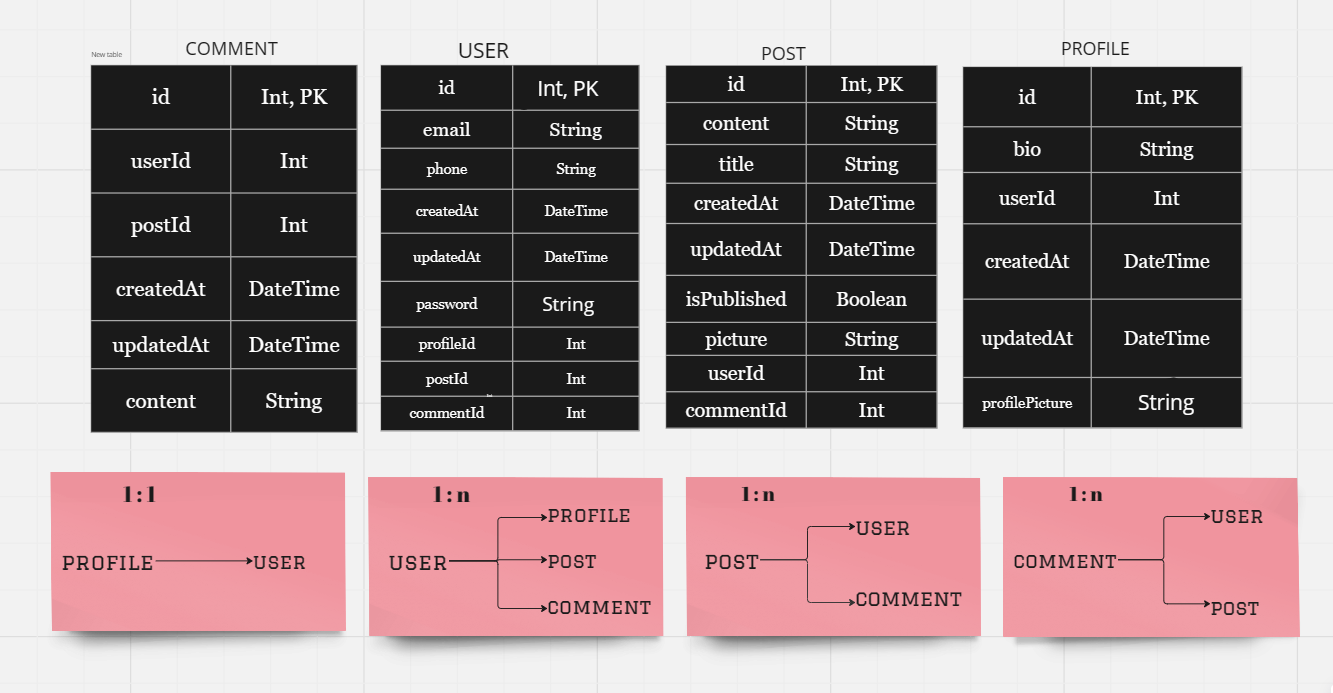 New table
COMMENT
id Int, PK
userId Int
postId Int
createdAt DateTime
updatedAt DateTime
content String
USER
id Int, PK
email String
phone String
createdAt DateTime
updatedAt DateTime
password String
profileId Int
postId Int
commentId Int
POST
id Int, PK
content String
title String
createdAt DateTime
updatedAt DateTime
isPublished Boolean
picture String
userId Int
commentId Int
PROFILE
id Int, PK
bio String
userId Int
createdAt DateTime
updatedAt DateTime
profilePicture String
1:1
PROFILE USER
1:n
PROFILE
USER POST
COMMENT
1:n
USER
POST
COMMENT
1:n
USER
COMMENT
POST